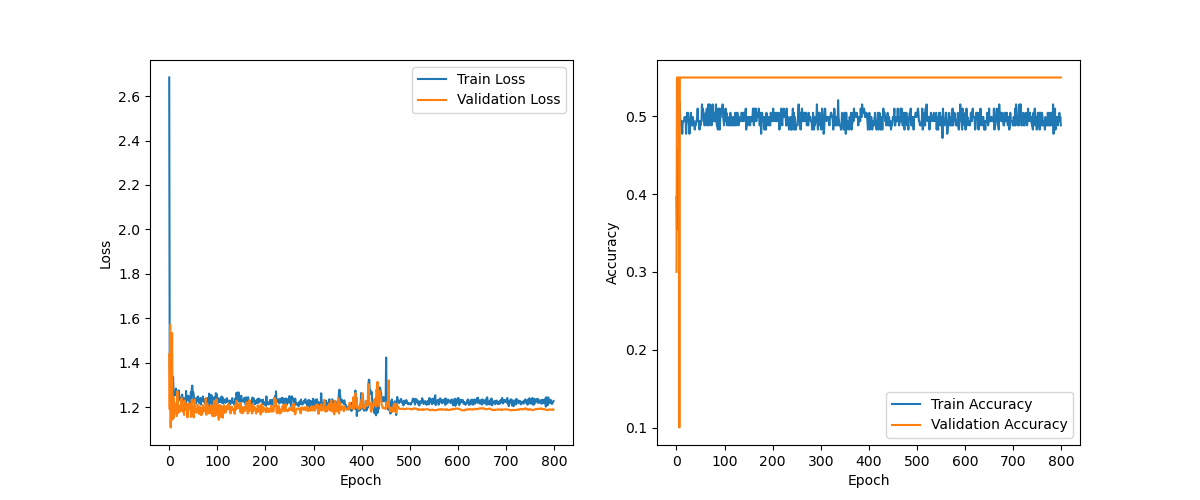 2.6
2.4
2.2
2.0
1.8
1.6
1.4
1.2
Loss
0 100 200 300 400 500 600 700 800
Epoch
Train Loss
Validation Loss
0.5
0.4
0.3
0.2
0.1
Accuracy
0 100 200 300 400 500 600 700 800
Epoch
Train Accuracy
Validation Accuracy